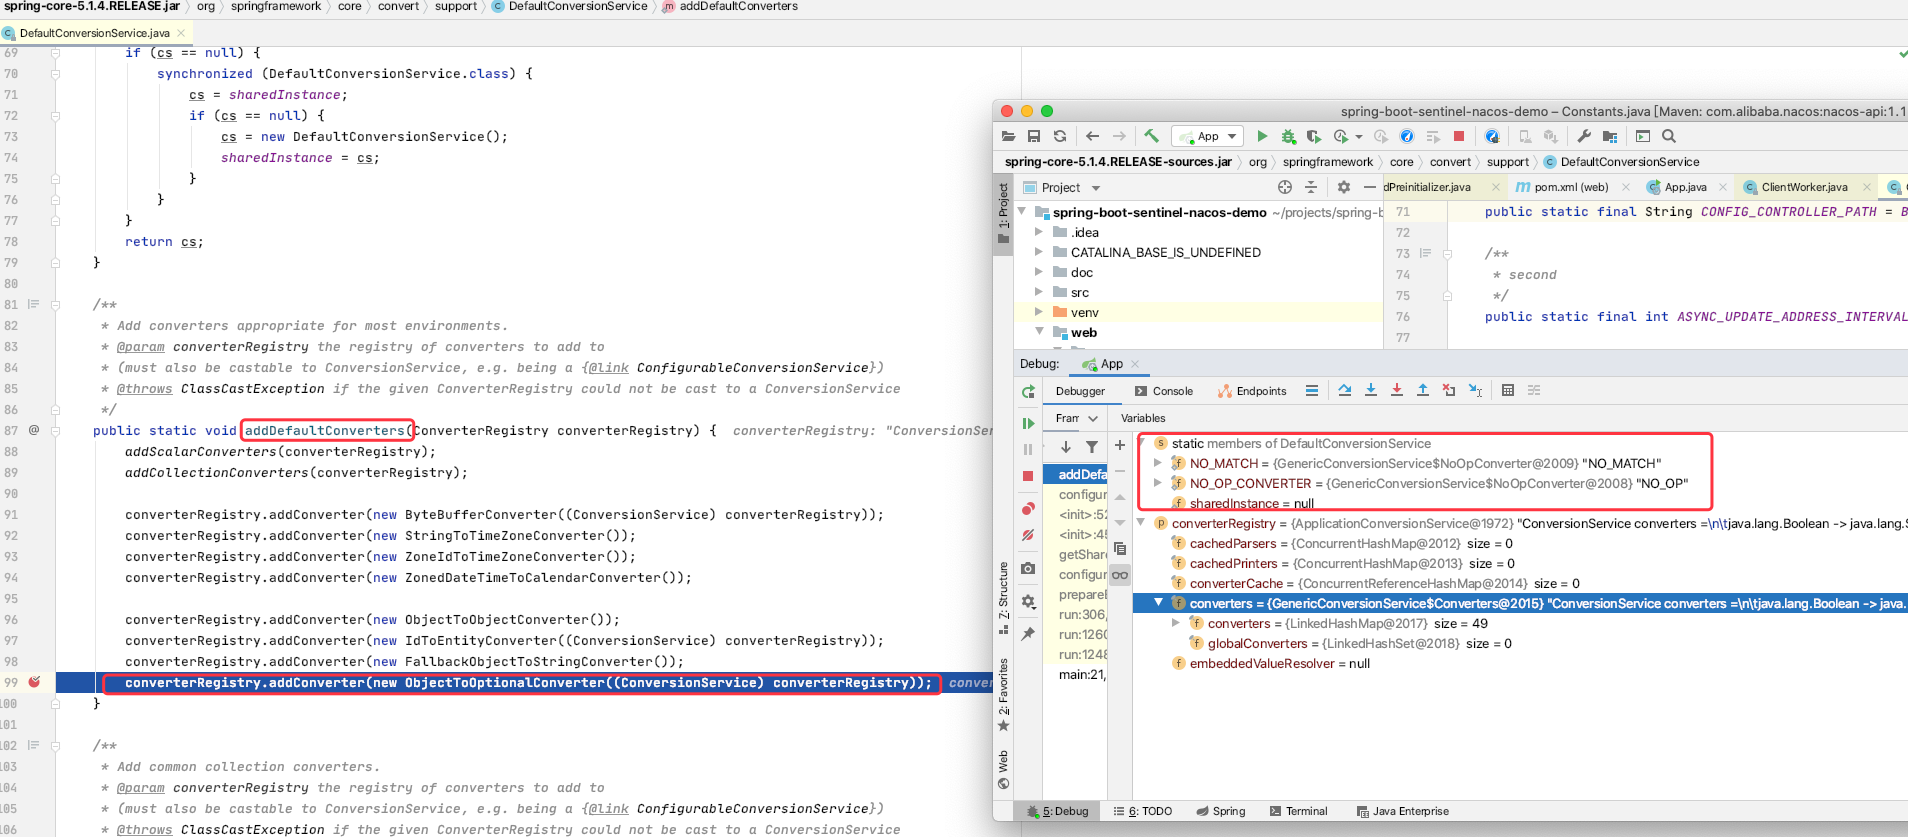 spring-core-5.1.4.RELEASE.jar org springframework core convert support DefaultConversionService addDefaultConverters
DefaultConversionService.java
69 if (cs == null) {
70 synchronized (DefaultConversionService.class) {
71 cs = sharedInstance;
72 if (cs == null) {
73 cs = new DefaultConversionService();
74 sharedInstance = cs;
75 }
76 }
77 }
78 return cs;
79 }
80
81 /**
82 * Add converters appropriate for most environments.
83 * @param converterRegistry the registry of converters to add to
84 * (must also be castable to ConversionService, e.g. being a {@link ConfigurableConversionService})
85 * @throws ClassCastException if the given ConverterRegistry could not be cast to a ConversionService
86 */
87 @ public static void addDefaultConverters(ConverterRegistry converterRegistry) { converterRegistry: "ConversionSer
88 addScalarConverters(converterRegistry);
89 addCollectionConverters(converterRegistry);
90
91 converterRegistry.addConverter(new ByteBufferConverter((ConversionService) converterRegistry));
92 converterRegistry.addConverter(new StringToTimeZoneConverter());
93 converterRegistry.addConverter(new ZoneIdToTimeZoneConverter());
94 converterRegistry.addConverter(new ZonedDateTimeToCalendarConverter());
95
96 converterRegistry.addConverter(new ObjectToObjectConverter());
97 converterRegistry.addConverter(new IdToEntityConverter((ConversionService) converterRegistry));
98 converterRegistry.addConverter(new FallbackObjectToStringConverter());
99 converterRegistry.addConverter(new ObjectToOptionalConverter((ConversionService) converterRegistry)); conver
100 }
101
102 /**
103 * Add common collection converters.
104 * @param converterRegistry the registry of converters to add to
105 * (must also be castable to ConversionService, e.g. being a {@link ConfigurableConversionService})
106 * @throws ClassCastException if the given ConverterRegistry could not be cast to a ConversionService
spring-boot-sentinel-nacos-demo – Constants.java [Maven: com.alibaba.nacos:nacos-api:1.1
App
spring-core-5.1.4.RELEASE-sources.jar org springframework core convert support DefaultConversionService
1: Project
Project
dPreinitializer.java pom.xml (web) App.java ClientWorker.java
spring-boot-sentinel-nacos-demo ~/projects/spring-b
.idea
CATALINA_BASE_IS_UNDEFINED
doc
src
venv
web
71 public static final String CONFIG_CONTROLLER_PATH = B
72
73 /**
74 * second
75 */
76 public static final int ASYNC_UPDATE_ADDRESS_INTERVAL
77
Debug: App
Debugger Console Endpoints
Fram Variables
addDefa
configur
<init>:52
<init>:45
getShare
configur
prepareE
run:306,
run:1260
run:1248
main:21,
static members of DefaultConversionService
NO_MATCH = {GenericConversionService$NoOpConverter@2009} "NO_MATCH"
NO_OP_CONVERTER = {GenericConversionService$NoOpConverter@2008} "NO_OP"
sharedInstance = null
converterRegistry = {ApplicationConversionService@1972} "ConversionService converters =\n\tjava.lang.Boolean -> java.lang.S
cachedParsers = {ConcurrentHashMap@2012} size = 0
cachedPrinters = {ConcurrentHashMap@2013} size = 0
converterCache = {ConcurrentReferenceHashMap@2014} size = 0
converters = {GenericConversionService$Converters@2015} "ConversionService converters =\n\tjava.lang.Boolean -> java.
converters = {LinkedHashMap@2017} size = 49
globalConverters = {LinkedHashSet@2018} size = 0
embeddedValueResolver = null
Z: Structure
2: Favorites
Web
5: Debug 6: TODO Spring Terminal Java Enterprise